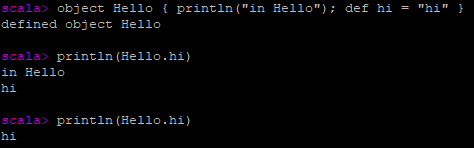 scala> object Hello { println("in Hello"); def hi = "hi" }
defined object Hello
scala> println(Hello.hi)
in Hello
hi
scala> println(Hello.hi)
hi